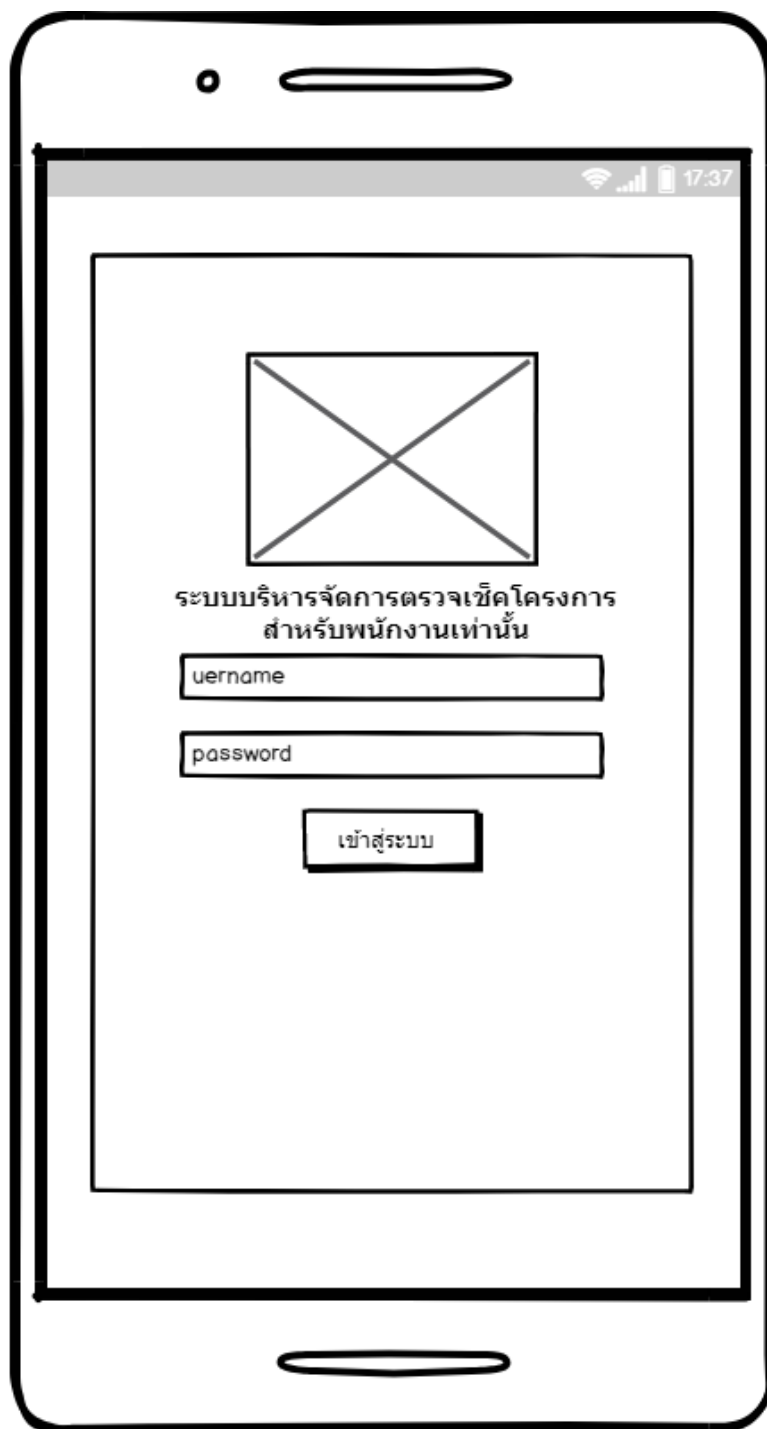 17:37
ระบบบริหารจัดการตรวจเช็คโครงการ
สำหรับพนักงานเท่านั้น
uername
password
เข้าสู่ระบบ